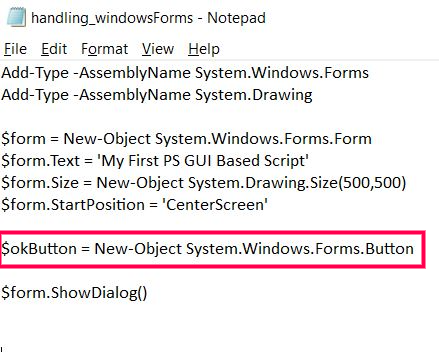 handling_windowsForms - Notepad
File Edit Format View Help
Add-Type -AssemblyName System.Windows.Forms
Add-Type -AssemblyName System.Drawing
$form = New-Object System.Windows.Forms.Form
$form.Text = 'My First PS GUI Based Script'
$form.Size = New-Object System.Drawing.Size(500,500)
$form.StartPosition = 'CenterScreen'
$okButton = New-Object System.Windows.Forms.Button
$form.ShowDialog()